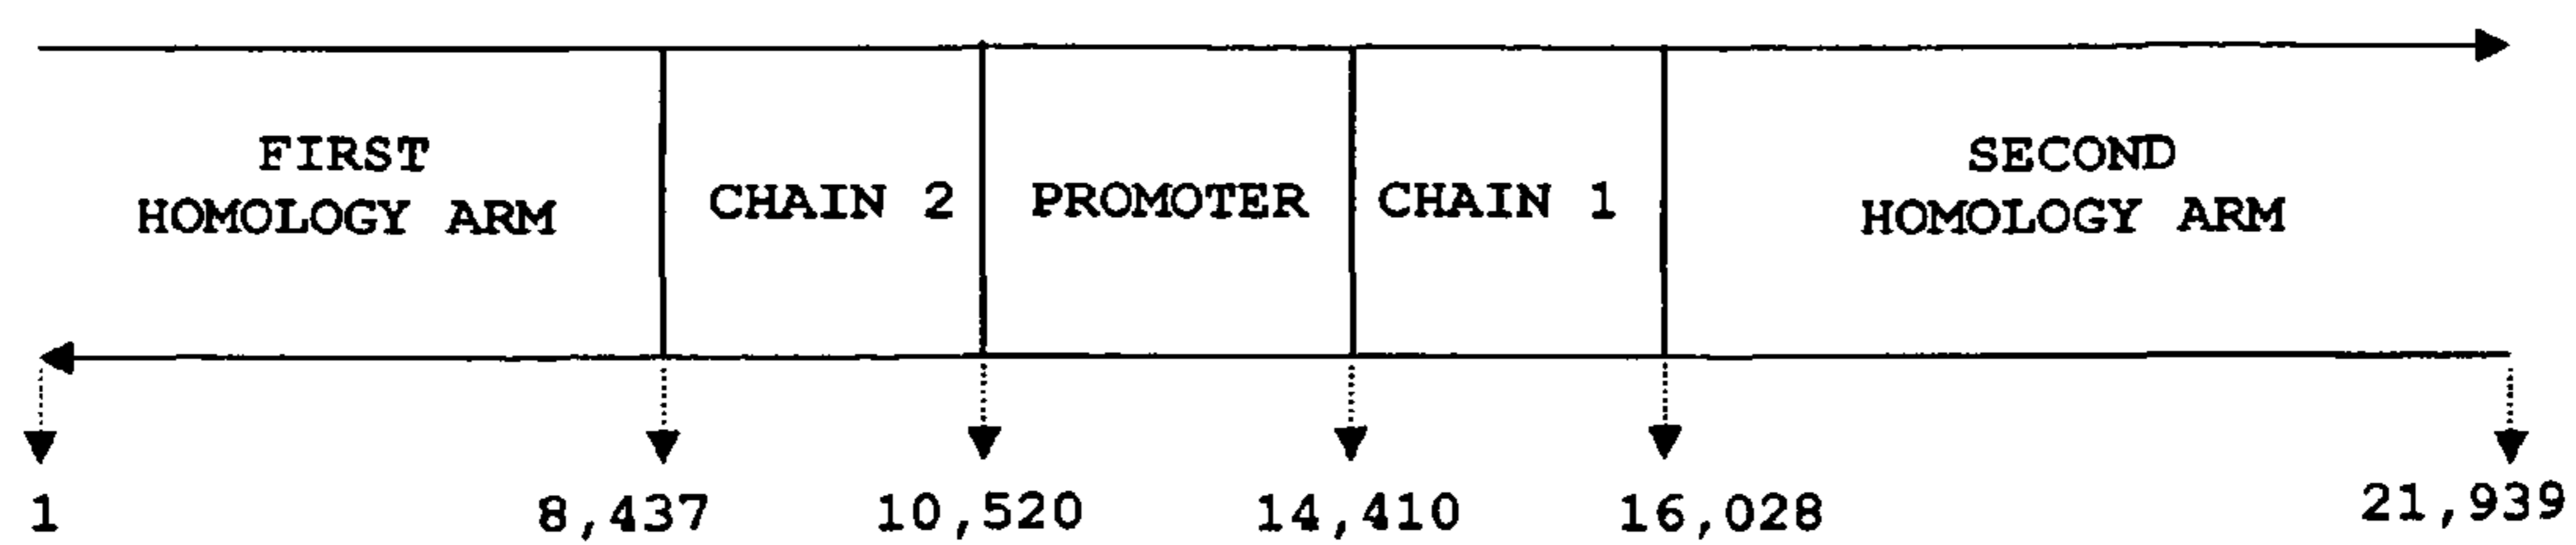 FIRST
HOMOLOGY ARM
CHAIN 2
PROMOTER
CHAIN 1
SECOND
HOMOLOGY ARM
1
8,437
10,520
14,410
16,028
21,939